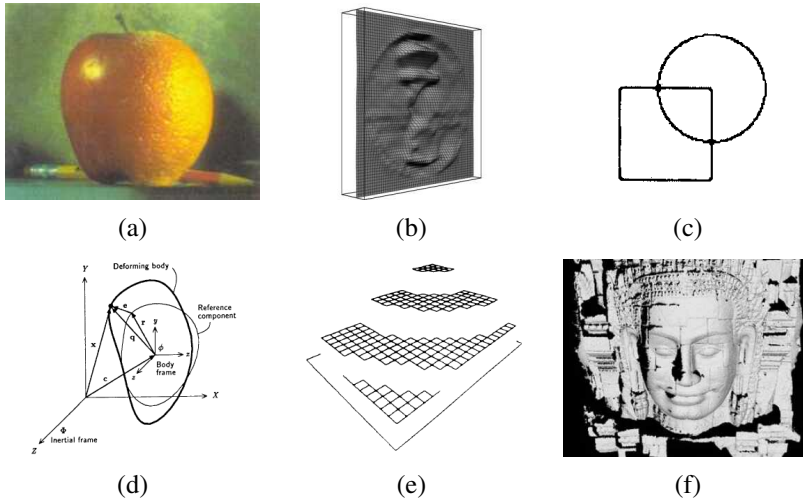 (a)
(b)
(c)
Y
Deforming body
Reference
component
e
r
y
q
x
ϕ
z
z
Body
frame
c
X
Φ
Inertial frame
Z
(d)
(e)
(f)